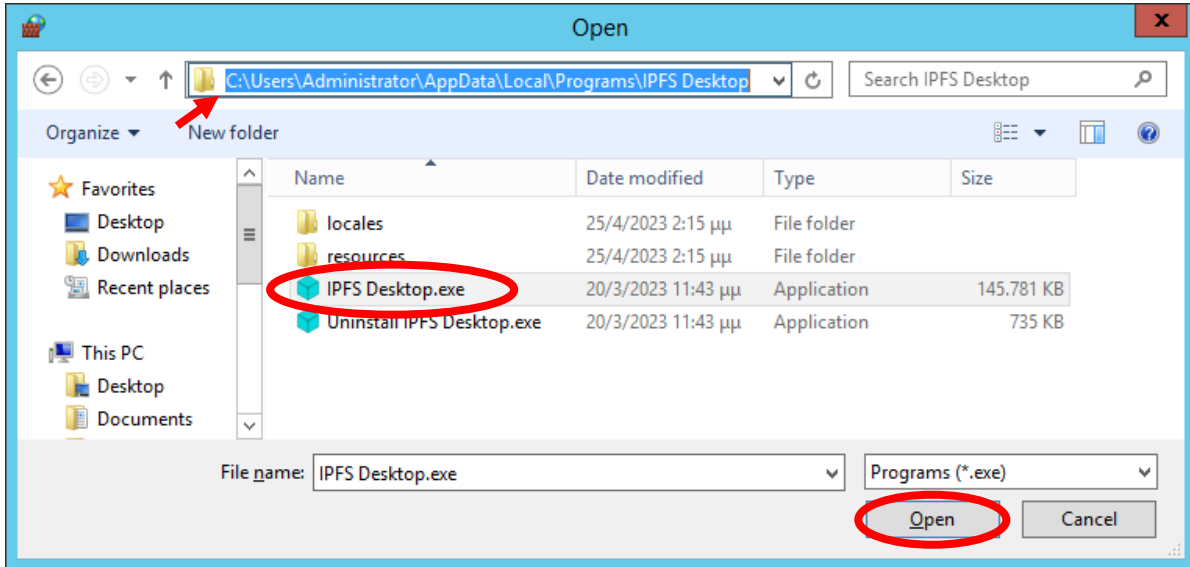 Open
x
C:\Users\Administrator\AppData\Local\Programs\IPFS Desktop
Search IPFS Desktop
Organize
New folder
Name Date modified Type Size
Favorites
Desktop
Downloads
Recent places
This PC
Desktop
Documents
locales 25/4/2023 2:15 μμ File folder
resources 25/4/2023 2:15 μμ File folder
IPFS Desktop.exe 20/3/2023 11:43 μμ Application 145.781 KB
Uninstall IPFS Desktop.exe 20/3/2023 11:43 μμ Application 735 KB
File name: IPFS Desktop.exe Programs (*.exe)
Open Cancel